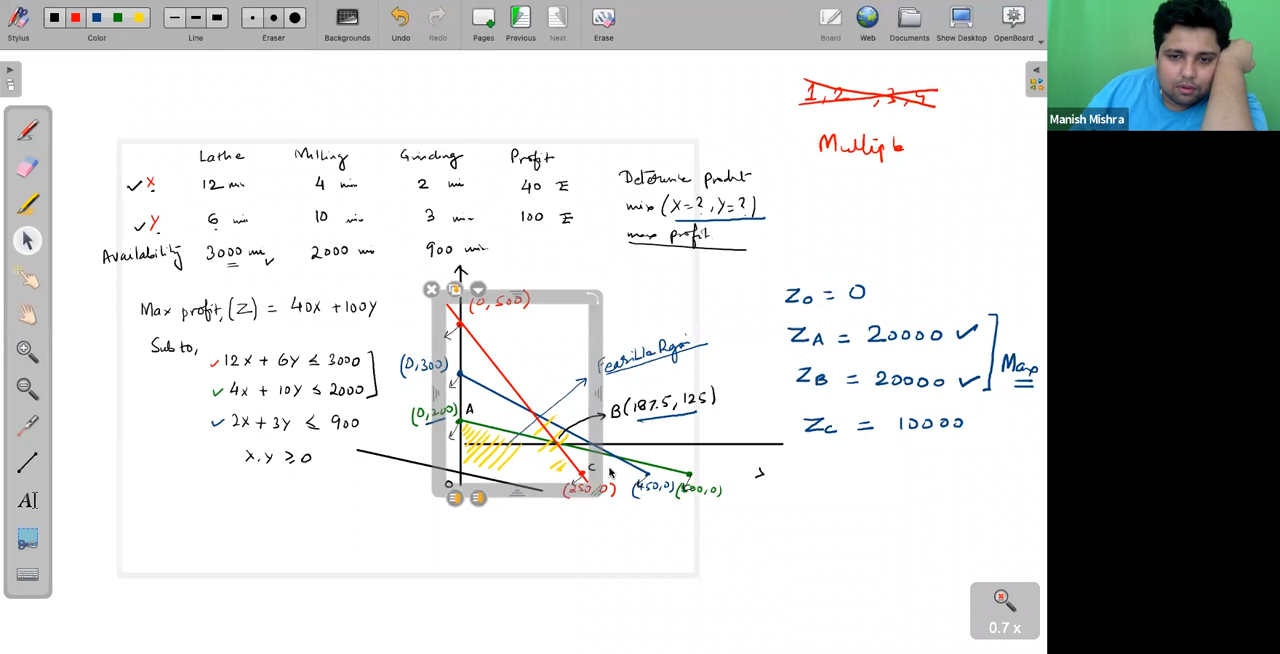 Stylus
Color
Line
Eraser
Backgrounds
Undo
Redo
Pages
Previous
Next
Erase
Board
Web
Documents
Show Desktop
OpenBoard
Manish Mishra
1, 2, 3, 4
Multiple
Lathe Milling Grinding Profit
X 12 min 4 min 2 min 40
Y 6 min 10 min 3 min 100
Availability 3000 min 2000 min 900 min
Determine product
mix (X=?, Y=?)
max profit
Max profit, (Z) = 40X + 100Y
Sub to,
12X + 6Y ≤ 3000
4X + 10Y ≤ 2000
2X + 3Y ≤ 900
X, Y ≥ 0
(0, 500)
(0, 300)
(0, 200) A
Feasible Region
B(187.5, 125)
C
O
(250, 0) (450, 0) (500, 0)
Z0 = 0
ZA = 20000 ✓
ZB = 20000 ✓
Max
ZC = 10000
0.7 x